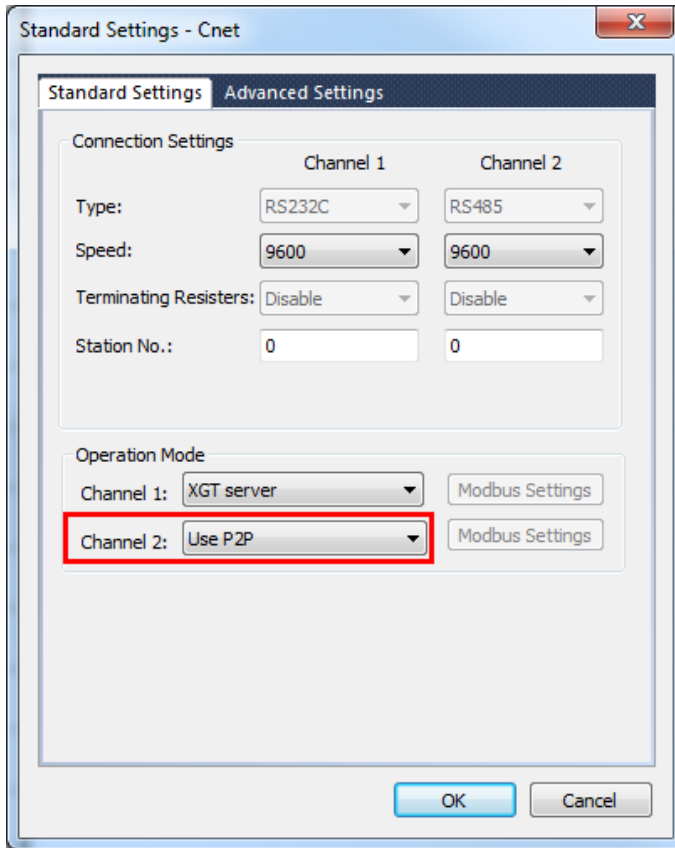 Standard Settings - Cnet
Standard Settings Advanced Settings
Connection Settings
Channel 1 Channel 2
Type: RS232C RS485
Speed: 9600 9600
Terminating Resisters: Disable Disable
Station No.: 0 0
Operation Mode
Channel 1: XGT server Modbus Settings
Channel 2: Use P2P Modbus Settings
OK Cancel